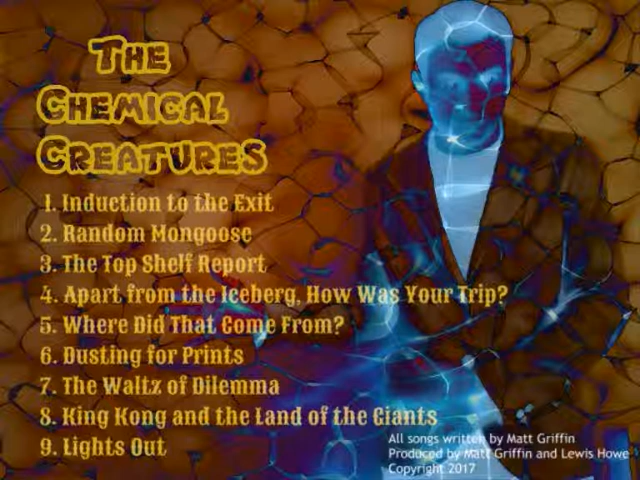 The
Chemical
Creatures
1. Induction to the Exit
2. Random Mongoose
3. The Top Shelf Report
4. Apart from the Iceberg, How Was Your Trip?
5. Where Did That Come From?
6. Dusting for Prints
7. The Waltz of Dilemma
8. King Kong and the Land of the Giants
9. Lights Out
All songs written by Matt Griffin
Produced by Matt Griffin and Lewis Howe
Copyright 2017